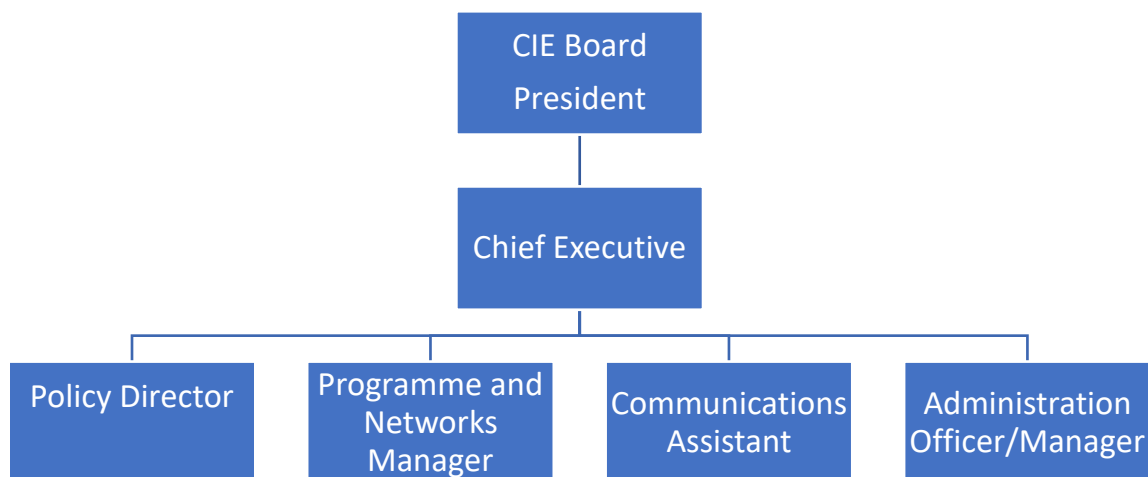 CIE Board
President
Chief Executive
Policy Director
Programme and
Networks
Manager
Communications
Assistant
Administration
Officer/Manager